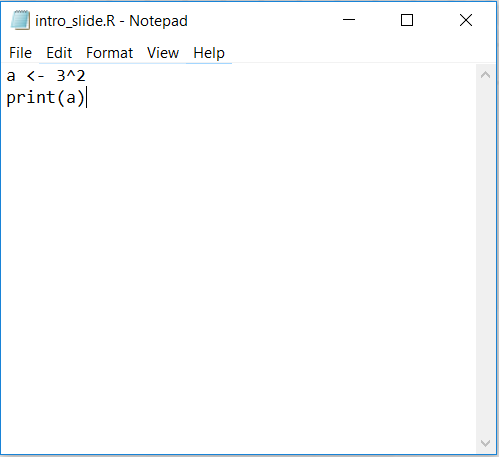 intro_slide.R - Notepad
File Edit Format View Help
a <- 3^2
print(a)